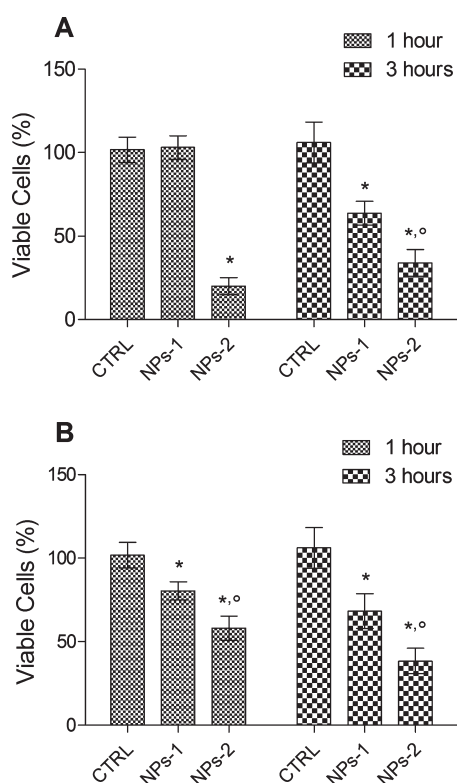 A
1 hour
3 hours
Viable Cells (%)
150
100
50
0
*
*
*,°
CTRL
NPs-1
NPs-2
CTRL
NPs-1
NPs-2
B
1 hour
3 hours
Viable Cells (%)
150
100
50
0
*
*,°
*
*,°
CTRL
NPs-1
NPs-2
CTRL
NPs-1
NPs-2